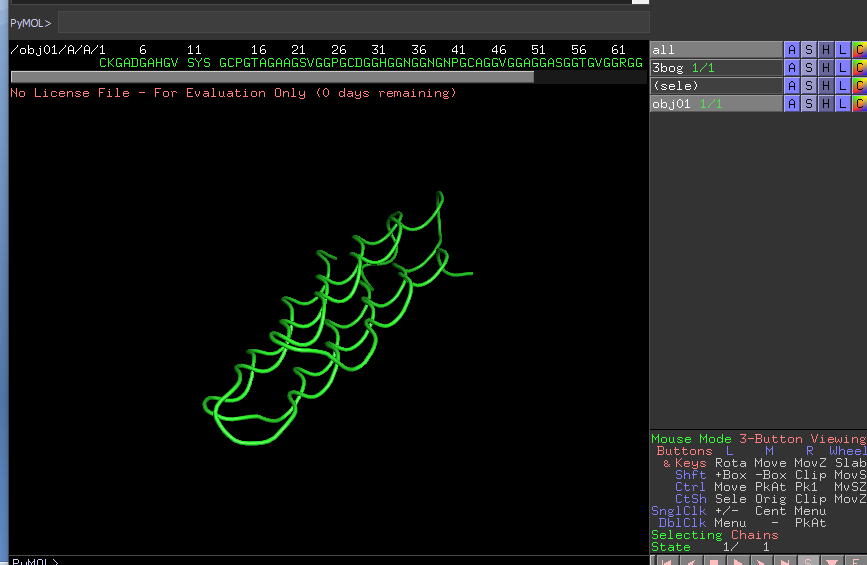 PyMOL>
/obj01/A/A/1 6 11 16 21 26 31 36 41 46 51 56 61
CKGADGAHGV SYS GCPGTAGAAGSVGGPGCDGGHGGNGGNGNPGCAGGVGGAGGASGGTGVGGRGG
No License File - For Evaluation Only (0 days remaining)
all A S H L C
3bog 1/1 A S H L C
(sele) A S H L C
obj01 1/1 A S H L C
Mouse Mode 3-Button Viewing
Buttons L M R Wheel
& Keys Rota Move MovZ Slab
Shft +Box -Box Clip MovS
Ctrl Move PkAt Pk1 MvSZ
CtSh Sele Orig Clip MovZ
SnglClk +/- Cent Menu
DblClk Menu - PkAt
Selecting Chains
State 1/ 1
PyMOL>
S F